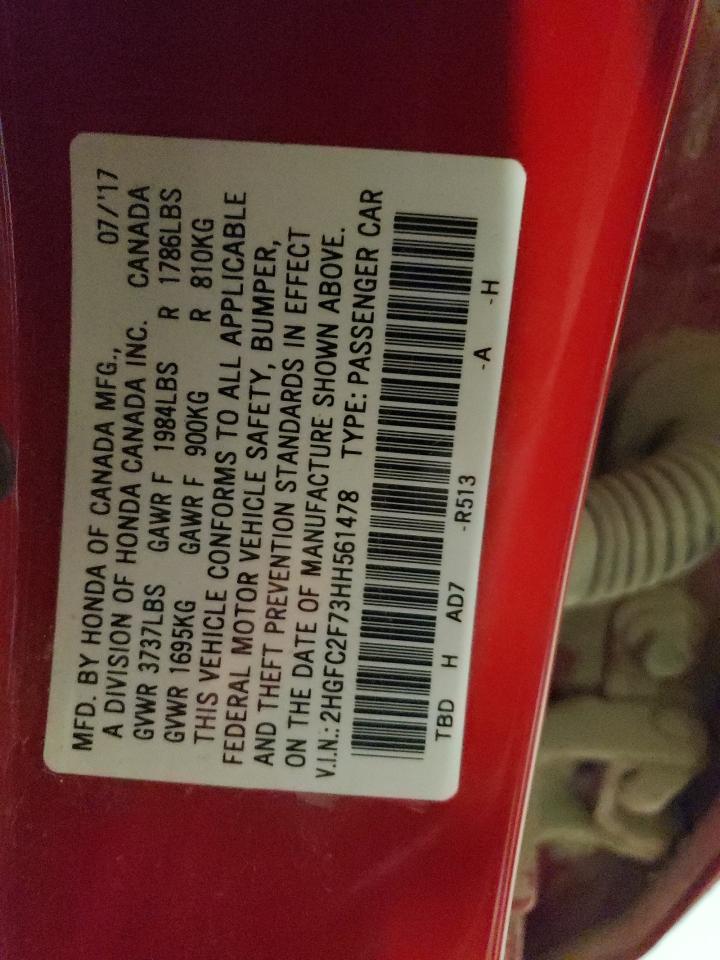 MFD. BY HONDA OF CANADA MFG., 07/'17
A DIVISION OF HONDA CANADA INC. CANADA
GVWR 3737LBS GAWR F 1984LBS R 1786LBS
GVWR 1695KG GAWR F 900KG R 810KG
THIS VEHICLE CONFORMS TO ALL APPLICABLE
FEDERAL MOTOR VEHICLE SAFETY, BUMPER,
AND THEFT PREVENTION STANDARDS IN EFFECT
ON THE DATE OF MANUFACTURE SHOWN ABOVE.
V.I.N.: 2HGFC2F73HH561478 TYPE: PASSENGER CAR
TBD H AD7 -R513 -A -H